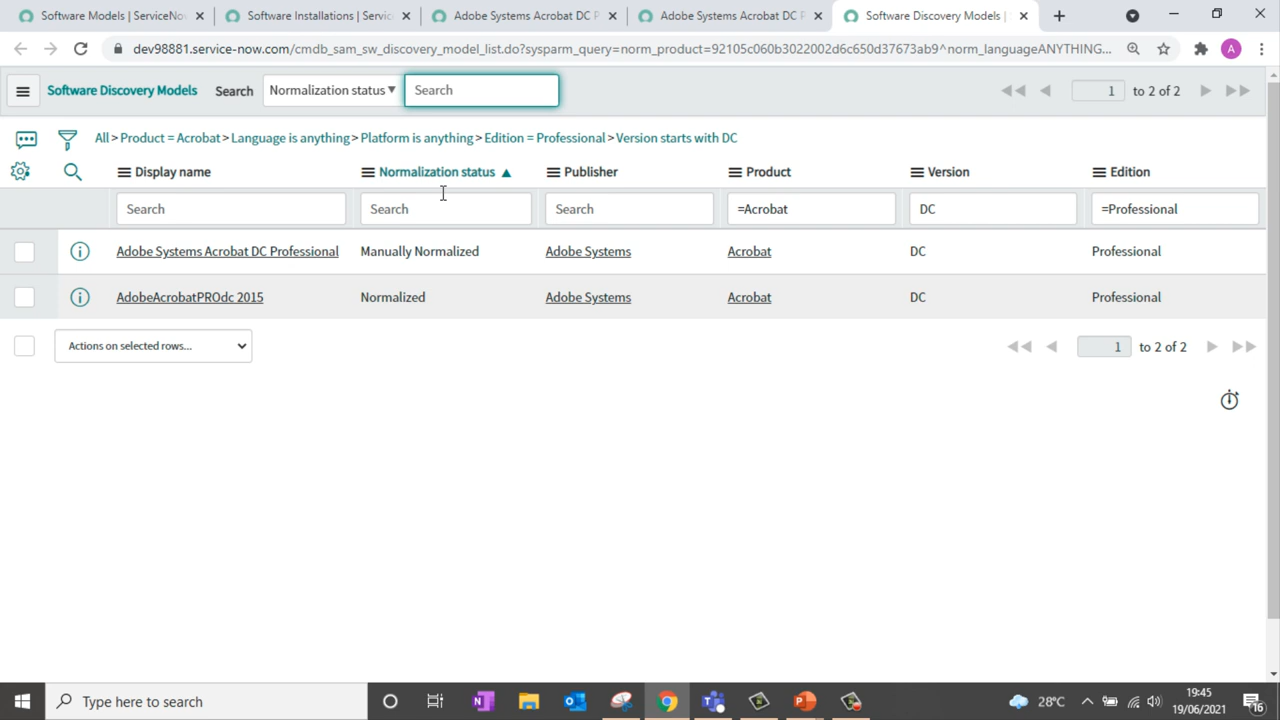 Software Models | ServiceNo
Software Installations | Servic
Adobe Systems Acrobat DC P
Adobe Systems Acrobat DC P
Software Discovery Models |
dev98881.service-now.com/cmdb_sam_sw_discovery_model_list.do?sysparm_query=norm_product=92105c060b3022002d6c650d37673ab9^norm_languageANYTHING...
A
Software Discovery Models Search Normalization status Search 1 to 2 of 2
All > Product = Acrobat > Language is anything > Platform is anything > Edition = Professional > Version starts with DC
Display name Normalization status Publisher Product Version Edition
Search Search Search =Acrobat DC =Professional
Adobe Systems Acrobat DC Professional Manually Normalized Adobe Systems Acrobat DC Professional
AdobeAcrobatPROdc 2015 Normalized Adobe Systems Acrobat DC Professional
Actions on selected rows... 1 to 2 of 2
Type here to search
28°C
19:45
19/06/2021
16